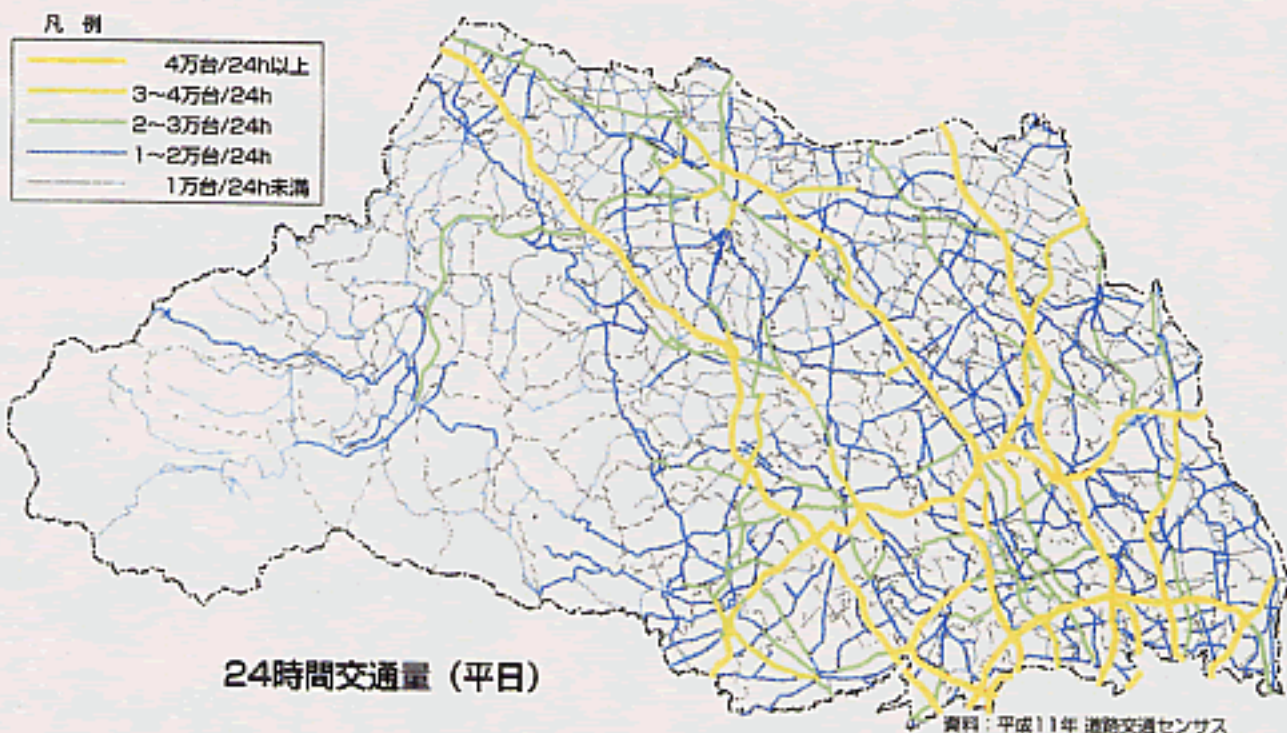 凡 例
4万台/24h以上
3~4万台/24h
2~3万台/24h
1~2万台/24h
1万台/24h未満
24時間交通量(平日)
資料:平成11年 道路交通センサス